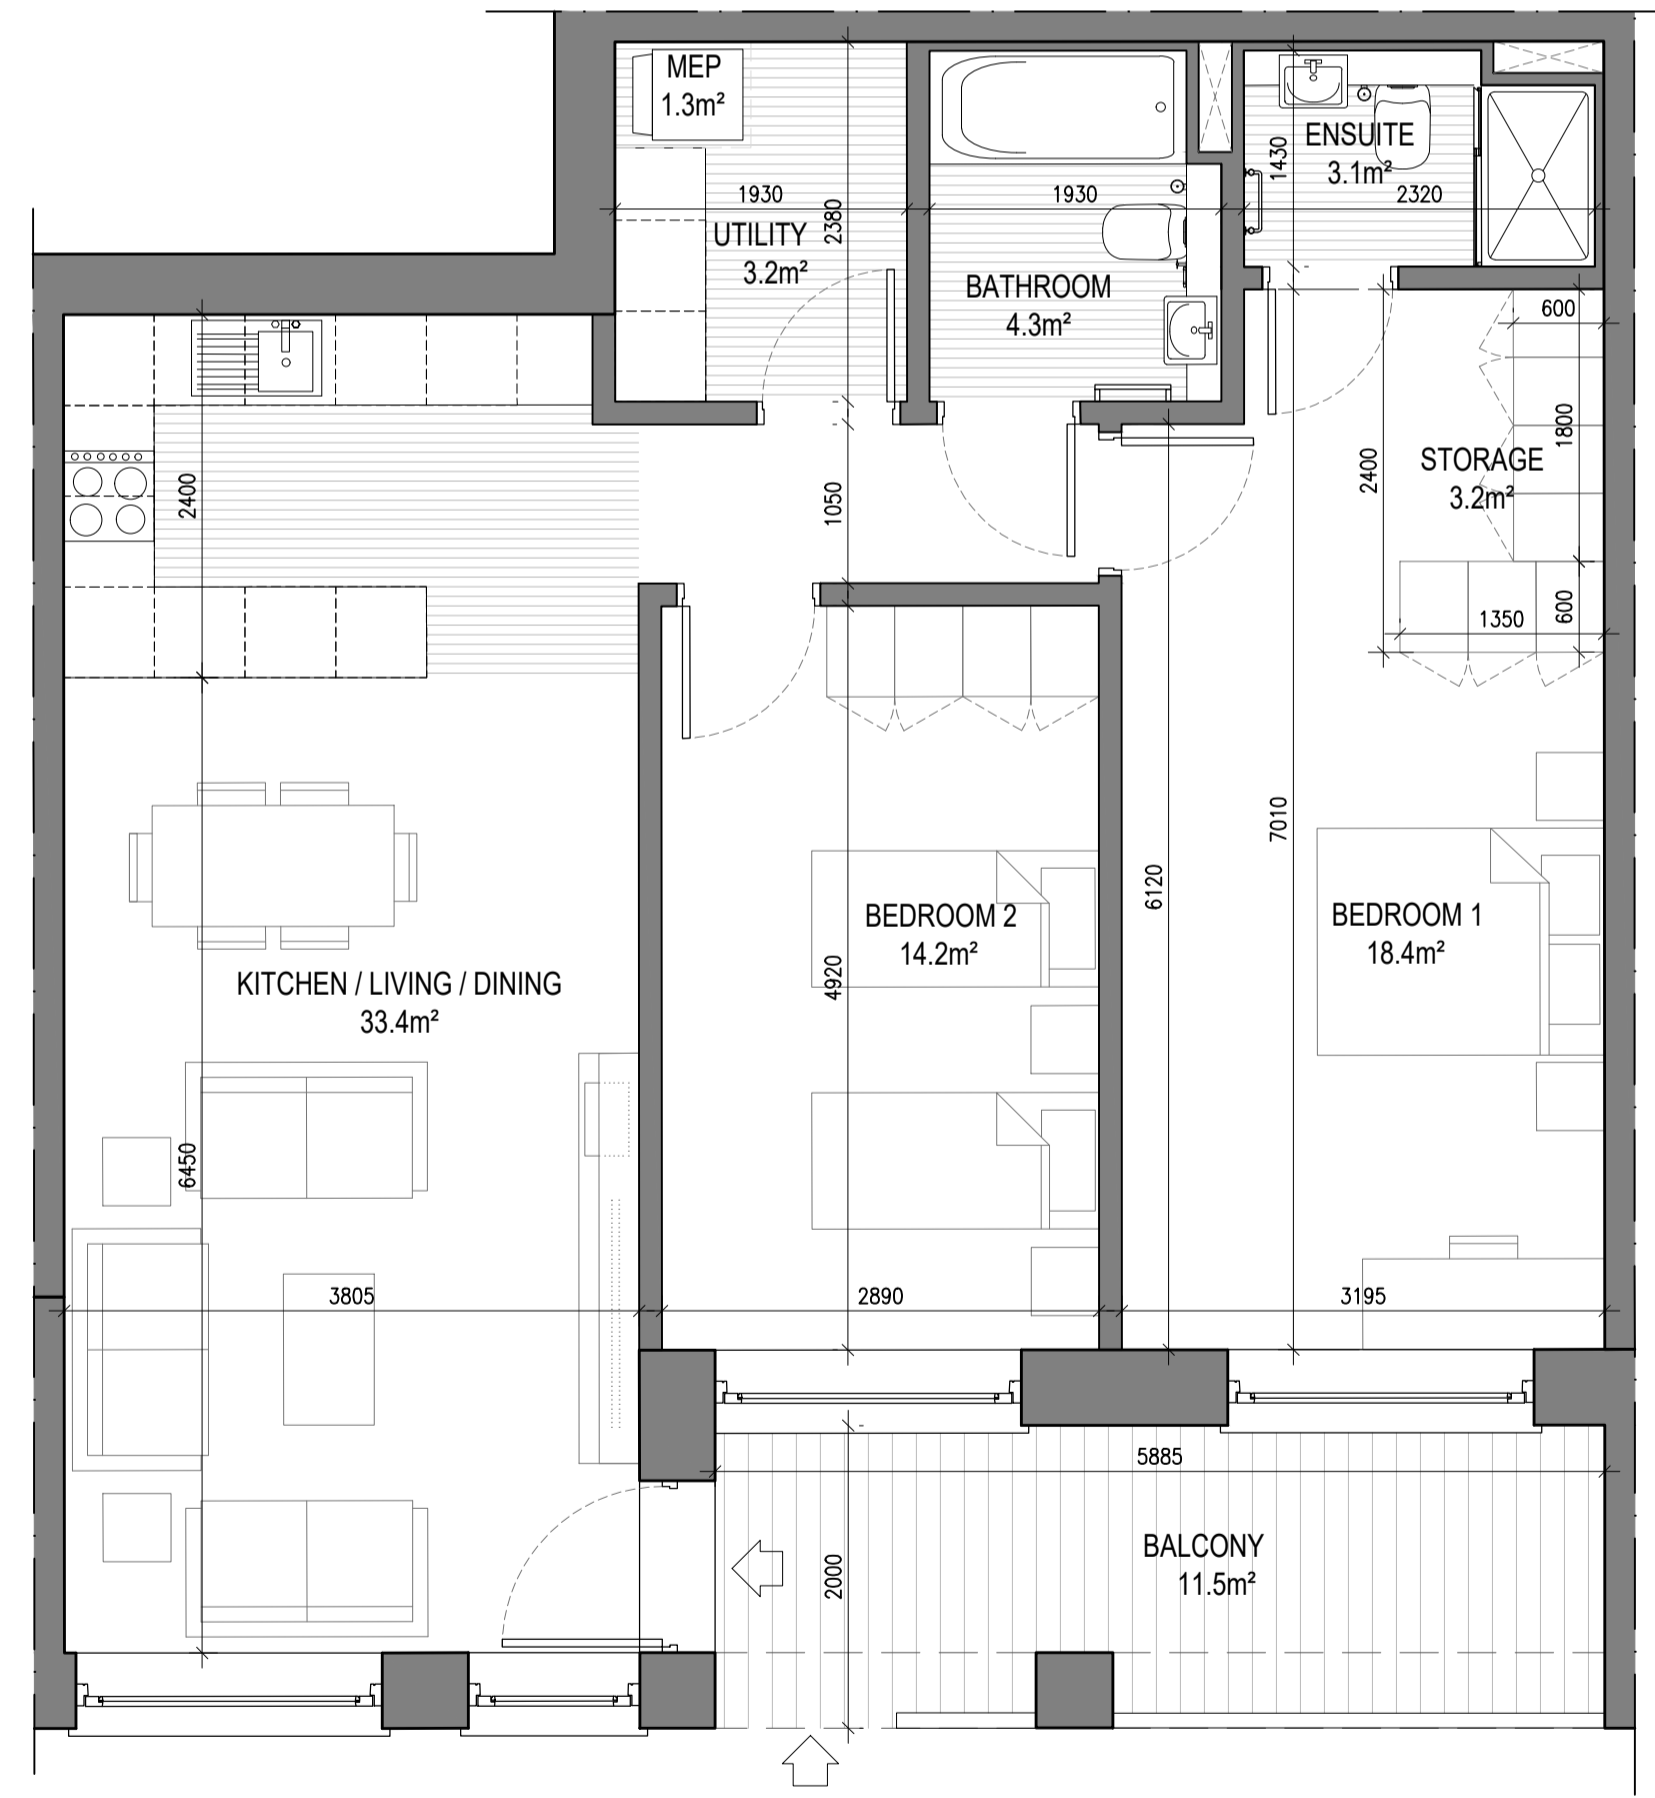 MEP
1.3m²
1930
2380
UTILITY
3.2m²
1930
BATHROOM
4.3m²
1430
ENSUITE
3.1m²
2320
600
1800
2400
STORAGE
3.2m²
600
1350
2400
1050
7010
6120
BEDROOM 2
14.2m²
4920
BEDROOM 1
18.4m²
KITCHEN / LIVING / DINING
33.4m²
6450
3805
2890
3195
5885
BALCONY
11.5m²
2000